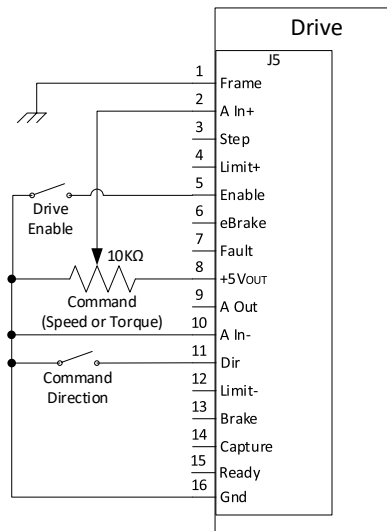 Drive
J5
1 Frame
2 A In+
3 Step
4 Limit+
5 Enable
Drive
Enable
6 eBrake
7 Fault
10KΩ
8 +5VOUT
Command
(Speed or Torque)
9 A Out
10 A In-
11 Dir
Command
Direction
12 Limit-
13 Brake
14 Capture
15 Ready
16 Gnd